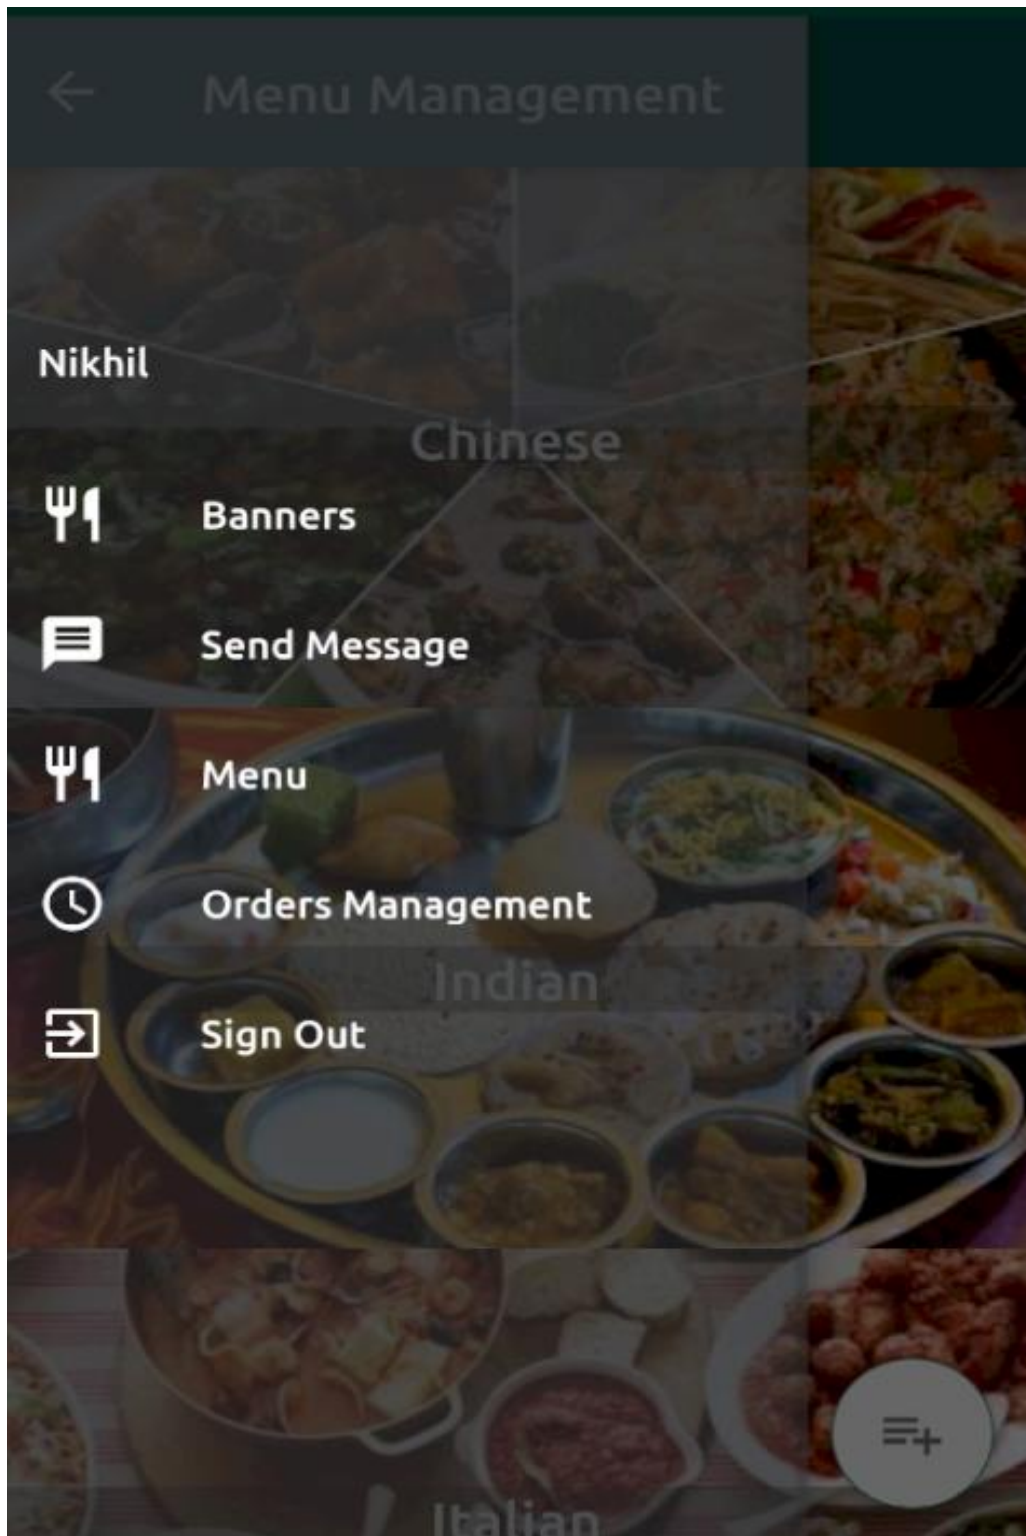 Menu Management
Nikhil
Chinese
Banners
Send Message
Menu
Orders Management
Indian
Sign Out
Italian